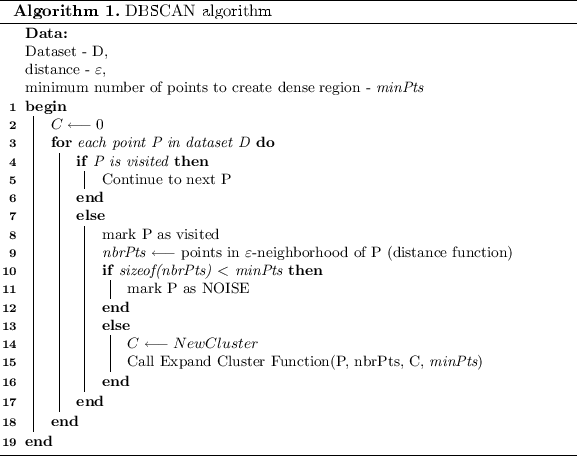 Algorithm 1. DBSCAN algorithm
Data:
Dataset - D,
distance - ε,
minimum number of points to create dense region - minPts
1 begin
2 C ⟵ 0
3 for each point P in dataset D do
4 if P is visited then
5 Continue to next P
6 end
7 else
8 mark P as visited
9 nbrPts ⟵ points in ε-neighborhood of P (distance function)
10 if sizeof(nbrPts) < minPts then
11 mark P as NOISE
12 end
13 else
14 C ⟵ NewCluster
15 Call Expand Cluster Function(P, nbrPts, C, minPts)
16 end
17 end
18 end
19 end